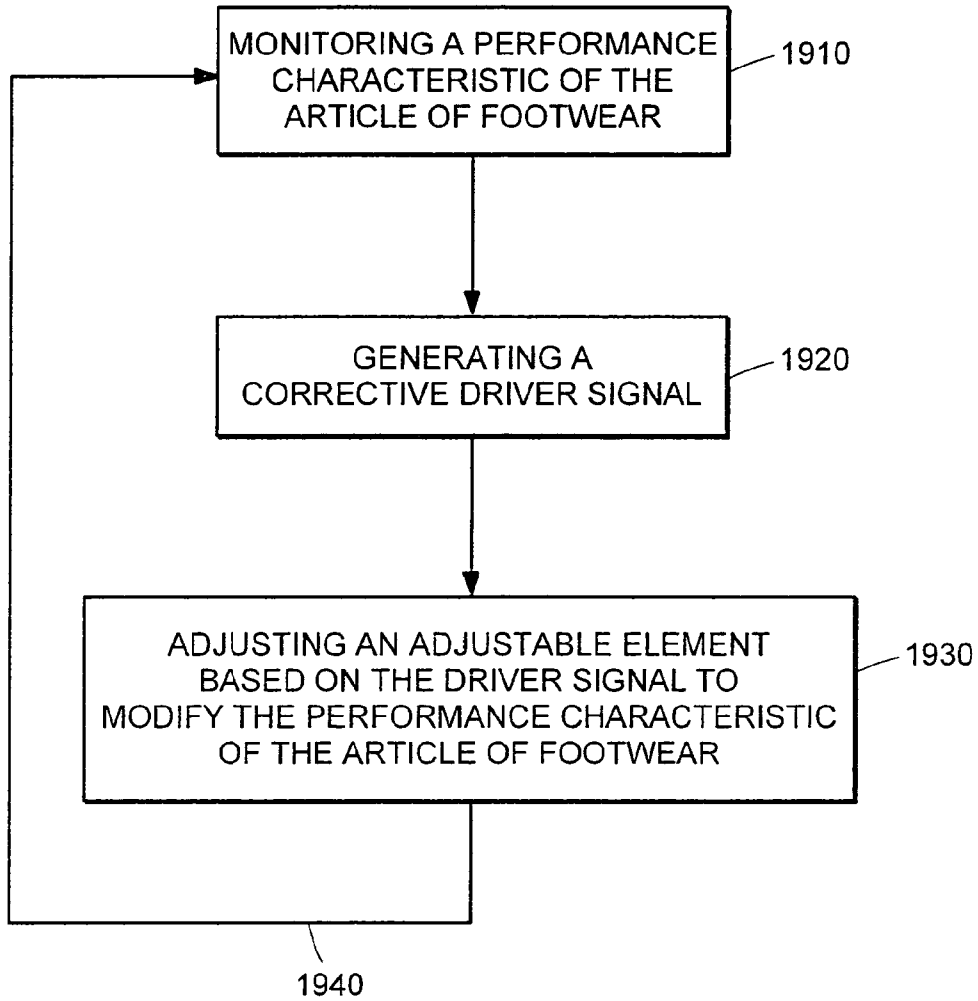 MONITORING A PERFORMANCE
CHARACTERISTIC OF THE
ARTICLE OF FOOTWEAR
1910
GENERATING A
CORRECTIVE DRIVER SIGNAL
1920
ADJUSTING AN ADJUSTABLE ELEMENT
BASED ON THE DRIVER SIGNAL TO
MODIFY THE PERFORMANCE CHARACTERISTIC
OF THE ARTICLE OF FOOTWEAR
1930
1940